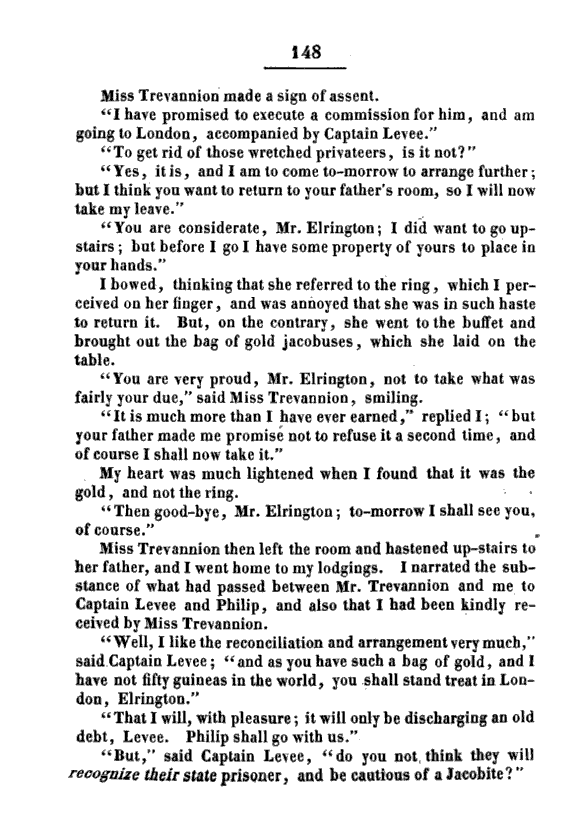 148
Miss Trevannion made a sign of assent.
“I have promised to execute a commission for him, and am
going to London, accompanied by Captain Levee.”
“To get rid of those wretched privateers, is it not?”
“Yes, it is, and I am to come to-morrow to arrange further;
but I think you want to return to your father's room, so I will now
take my leave.”
“You are considerate, Mr. Elrington; I did want to go up-
stairs; but before I go I have some property of yours to place in
your hands.”
I bowed, thinking that she referred to the ring, which I per-
ceived on her finger, and was annoyed that she was in such haste
to return it. But, on the contrary, she went to the buffet and
brought out the bag of gold jacobuses, which she laid on the
table.
“You are very proud, Mr. Elrington, not to take what was
fairly your due,” said Miss Trevannion, smiling.
“It is much more than I have ever earned,” replied I; “but
your father made me promise not to refuse it a second time, and
of course I shall now take it.”
My heart was much lightened when I found that it was the
gold, and not the ring.
“Then good-bye, Mr. Elrington; to-morrow I shall see you,
of course.”
Miss Trevannion then left the room and hastened up-stairs to
her father, and I went home to my lodgings. I narrated the sub-
stance of what had passed between Mr. Trevannion and me to
Captain Levee and Philip, and also that I had been kindly re-
ceived by Miss Trevannion.
“Well, I like the reconciliation and arrangement very much,”
said Captain Levee; “and as you have such a bag of gold, and I
have not fifty guineas in the world, you shall stand treat in Lon-
don, Elrington.”
“That I will, with pleasure; it will only be discharging an old
debt, Levee. Philip shall go with us.”
“But,” said Captain Levee, “do you not think they will
recognize their state prisoner, and be cautious of a Jacobite?”